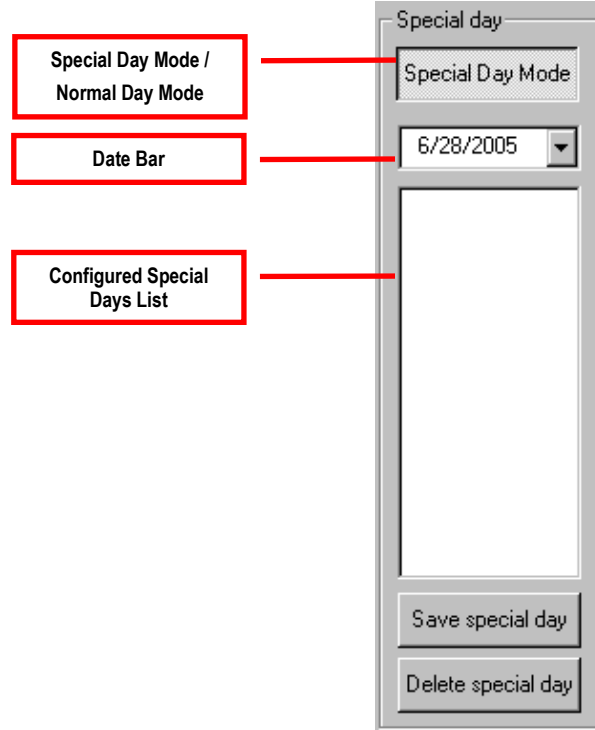 Special day
Special Day Mode /
Normal Day Mode
Special Day Mode
Date Bar
6/28/2005
Configured Special
Days List
Save special day
Delete special day